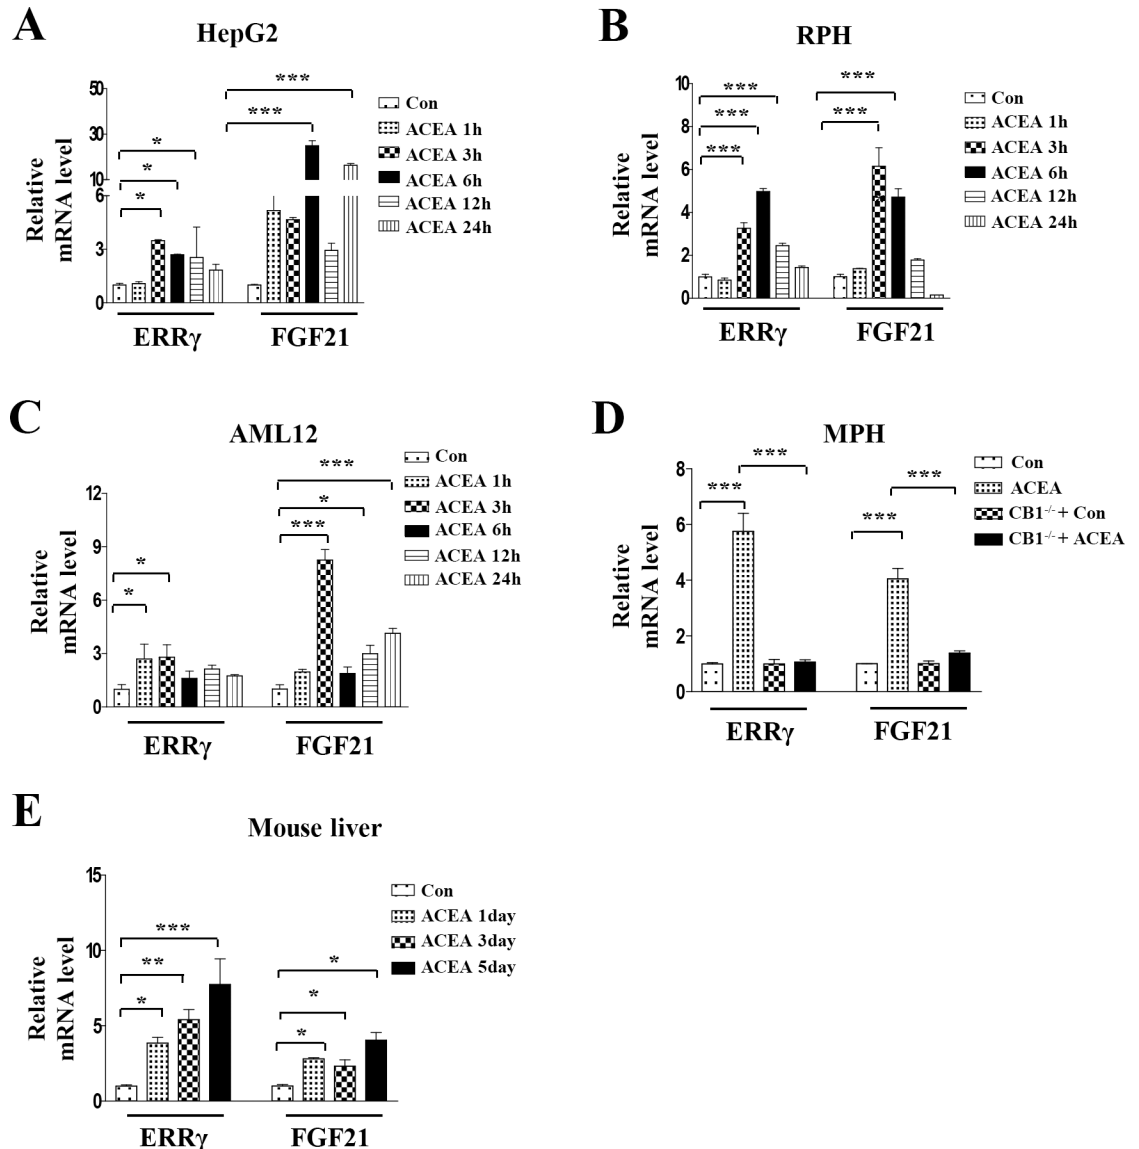 A
HepG2
Relative
mRNA level
50
30
10
6
3
0
***
***
*
*
*
Con
ACEA 1h
ACEA 3h
ACEA 6h
ACEA 12h
ACEA 24h
ERRγ
FGF21
B
RPH
Relative
mRNA level
10
8
6
4
2
0
***
***
***
***
***
Con
ACEA 1h
ACEA 3h
ACEA 6h
ACEA 12h
ACEA 24h
ERRγ
FGF21
C
AML12
Relative
mRNA level
12
9
6
3
0
***
*
***
*
*
Con
ACEA 1h
ACEA 3h
ACEA 6h
ACEA 12h
ACEA 24h
ERRγ
FGF21
D
MPH
Relative
mRNA level
8
6
4
2
0
***
***
***
***
Con
ACEA
CB1⁻/⁻+ Con
CB1⁻/⁻+ ACEA
ERRγ
FGF21
E
Mouse liver
Relative
mRNA level
15
10
5
0
***
**
*
*
*
*
Con
ACEA 1day
ACEA 3day
ACEA 5day
ERRγ
FGF21